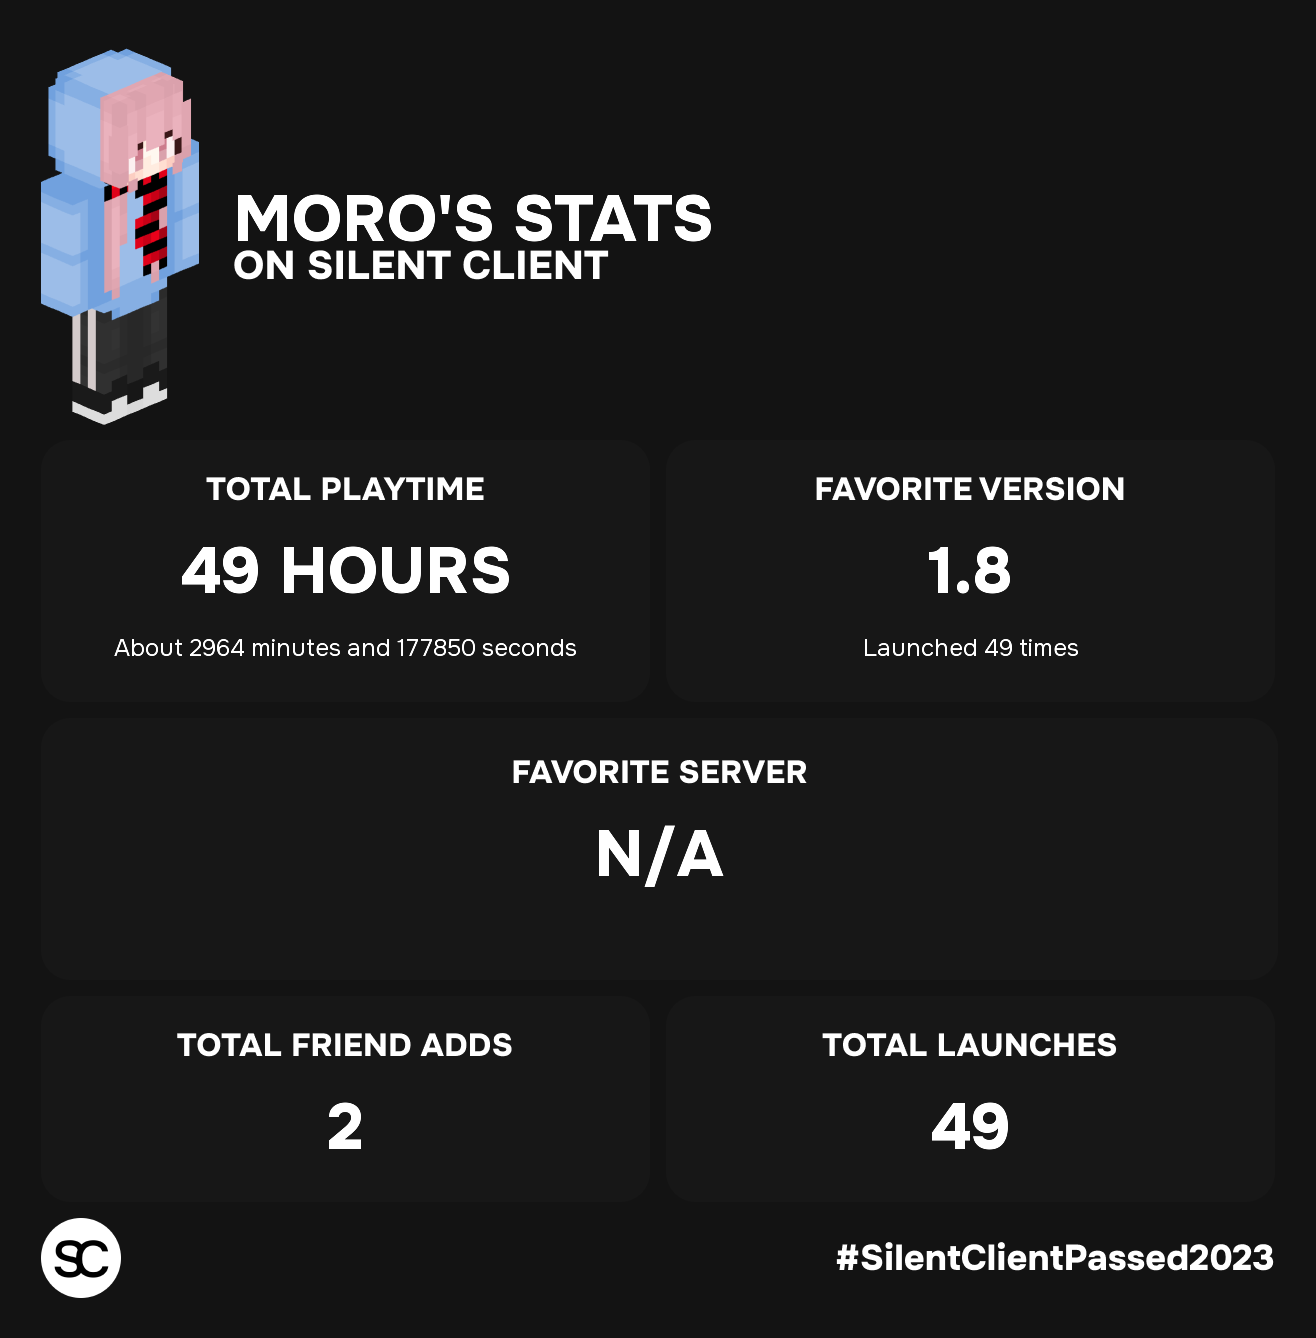 MORO'S STATS
ON SILENT CLIENT
TOTAL PLAYTIME
49 HOURS
About 2964 minutes and 177850 seconds
FAVORITE VERSION
1.8
Launched 49 times
FAVORITE SERVER
N/A
TOTAL FRIEND ADDS
2
TOTAL LAUNCHES
49
SC
#SilentClientPassed2023